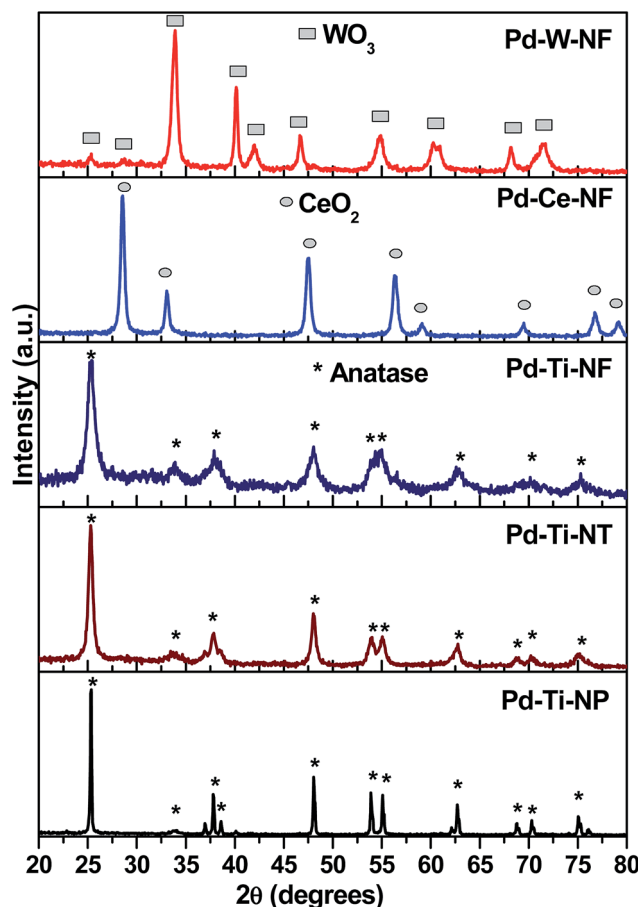 WO₃
Pd-W-NF
CeO₂
Pd-Ce-NF
* Anatase
Pd-Ti-NF
Pd-Ti-NT
Pd-Ti-NP
Intensity (a.u.)
20 25 30 35 40 45 50 55 60 65 70 75 80
2θ (degrees)